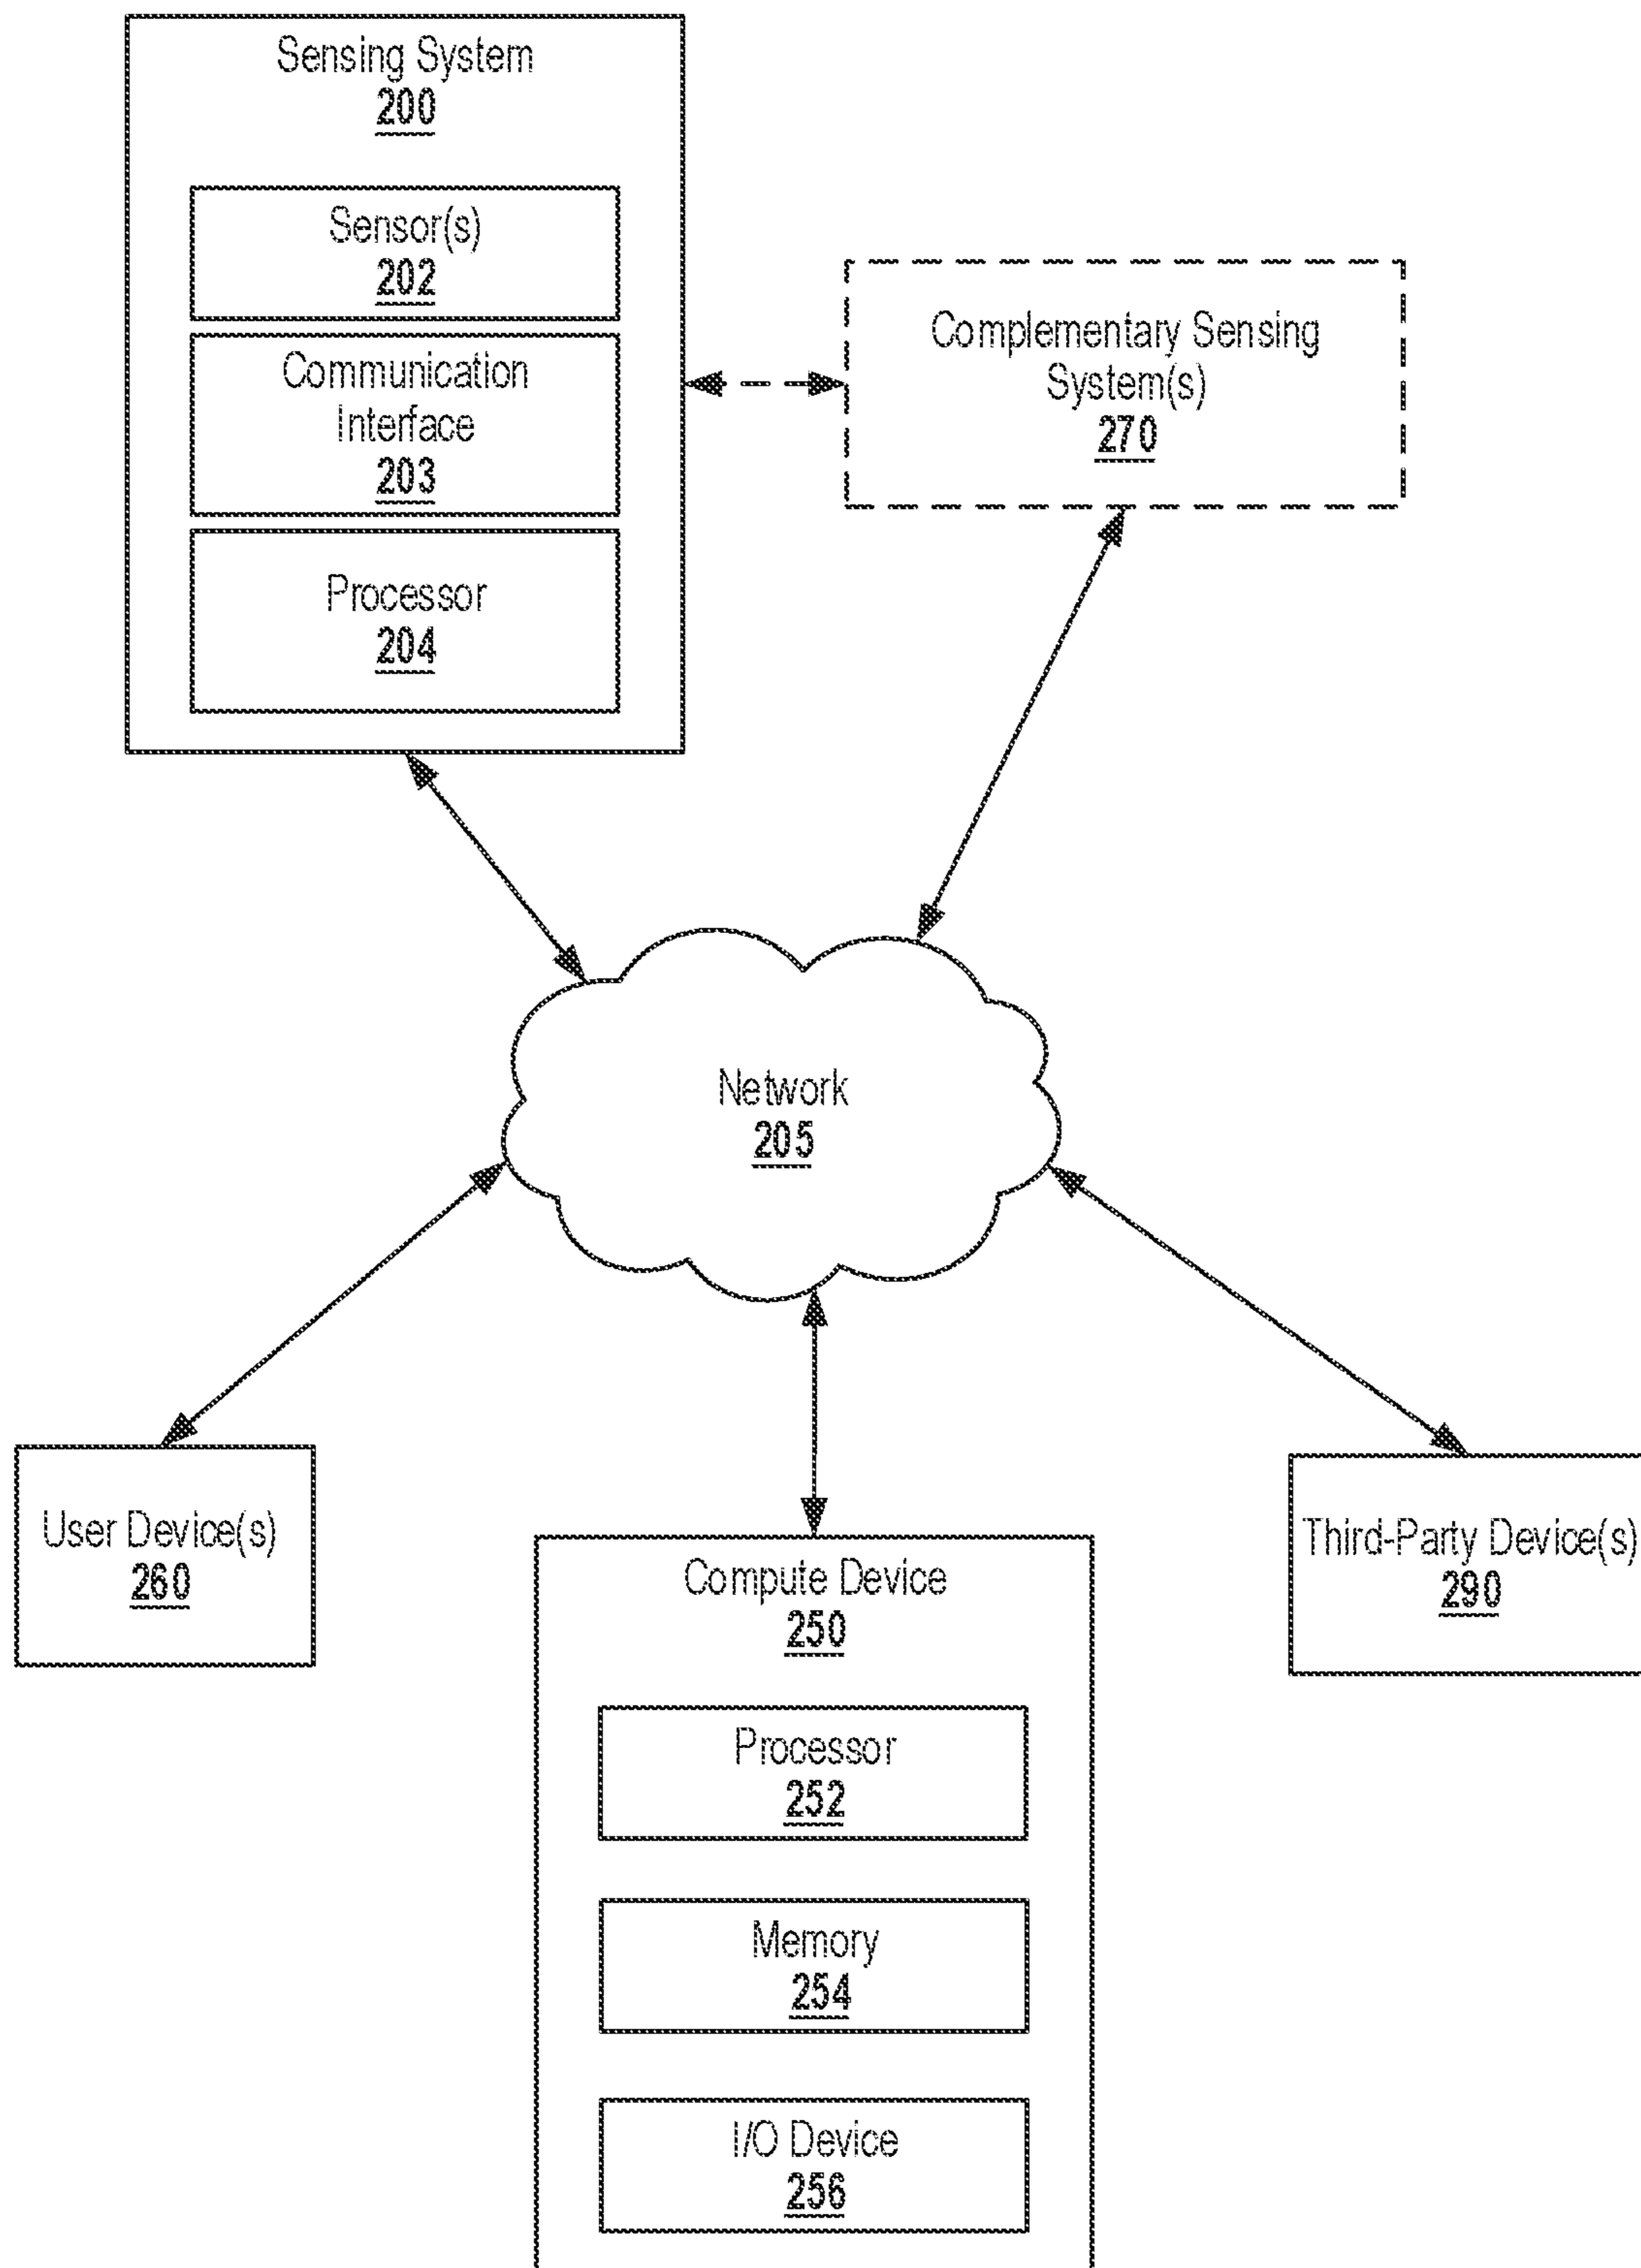 Sensing System
200
Sensor(s)
202
Communication
Interface
203
Processor
204
Complementary Sensing
System(s)
270
Network
205
User Device(s)
260
Compute Device
250
Processor
252
Memory
254
I/O Device
256
Third-Party Device(s)
290